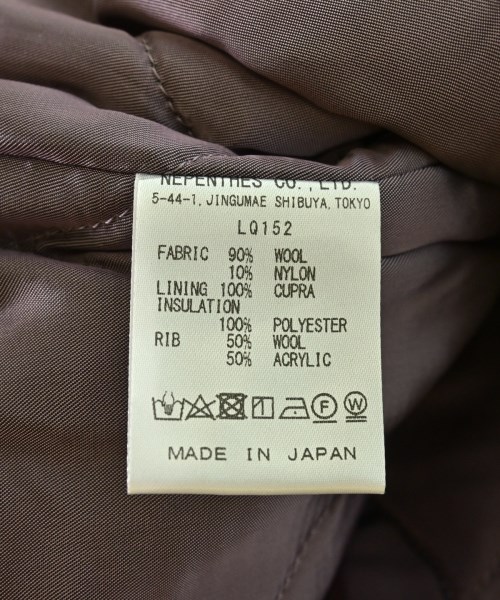 NEPENTHES CO.,LTD.
5-44-1, JINGUMAE SHIBUYA, TOKYO
LQ152
FABRIC 90% WOOL
10% NYLON
LINING 100% CUPRA
INSULATION
100% POLYESTER
RIB 50% WOOL
50% ACRYLIC
F W
MADE IN JAPAN